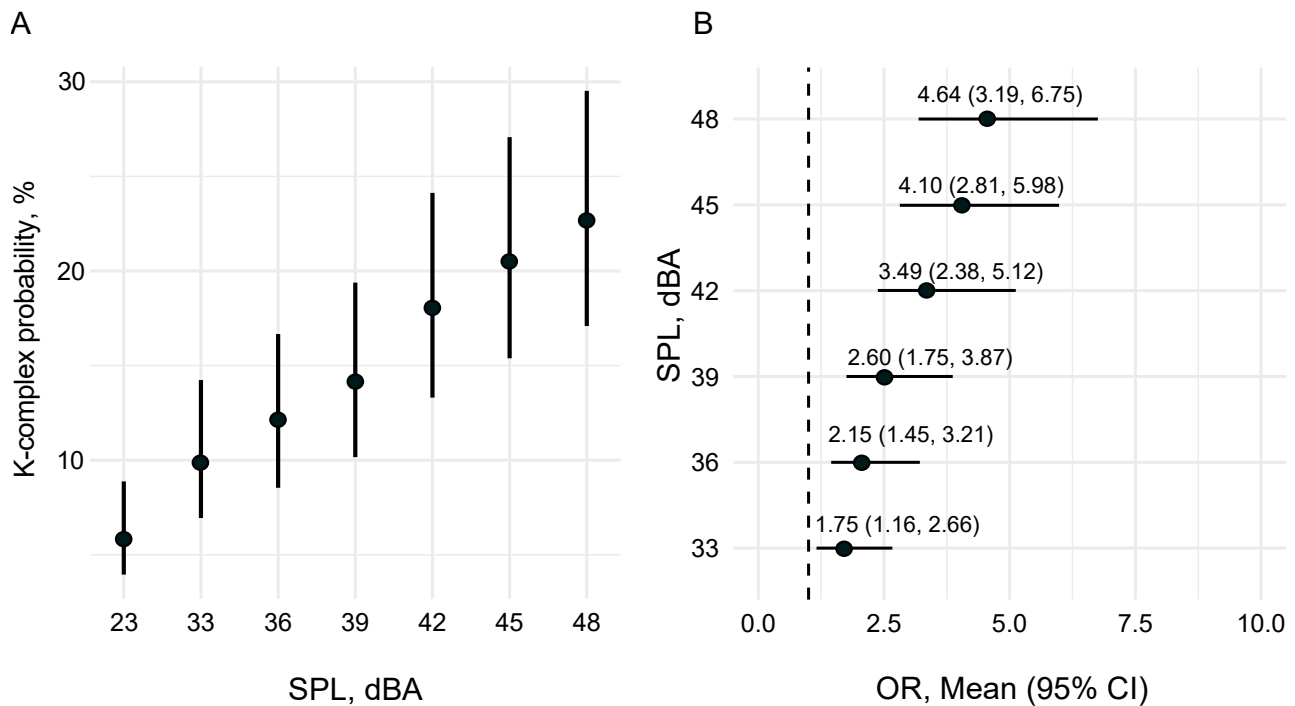 A
K-complex probability, %
30
20
10
23 33 36 39 42 45 48
SPL, dBA
B
SPL, dBA
48
45
42
39
36
33
4.64 (3.19, 6.75)
4.10 (2.81, 5.98)
3.49 (2.38, 5.12)
2.60 (1.75, 3.87)
2.15 (1.45, 3.21)
1.75 (1.16, 2.66)
0.0 2.5 5.0 7.5 10.0
OR, Mean (95% CI)